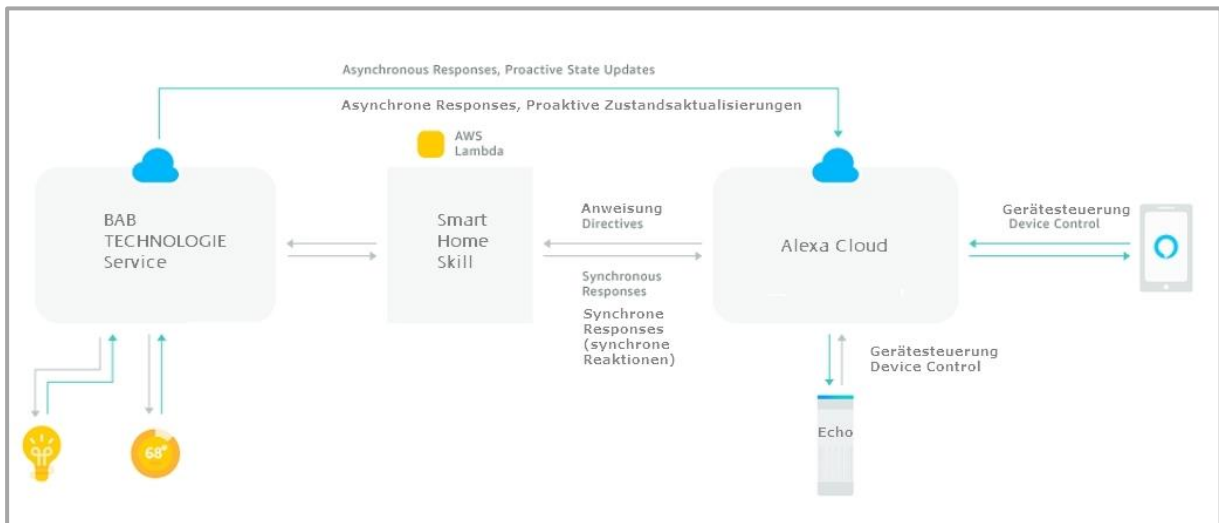 Asynchronous Responses, Proactive State Updates
Asynchrone Responses, Proaktive Zustandsaktualisierungen
AWS
Lambda
BAB
TECHNOLOGIE
Service
Smart
Home
Skill
Anweisung
Directives
Synchronous
Responses
Synchrone
Responses
(synchrone
Reaktionen)
Alexa Cloud
Gerätesteuerung
Device Control
Gerätesteuerung
Device Control
Echo
68°